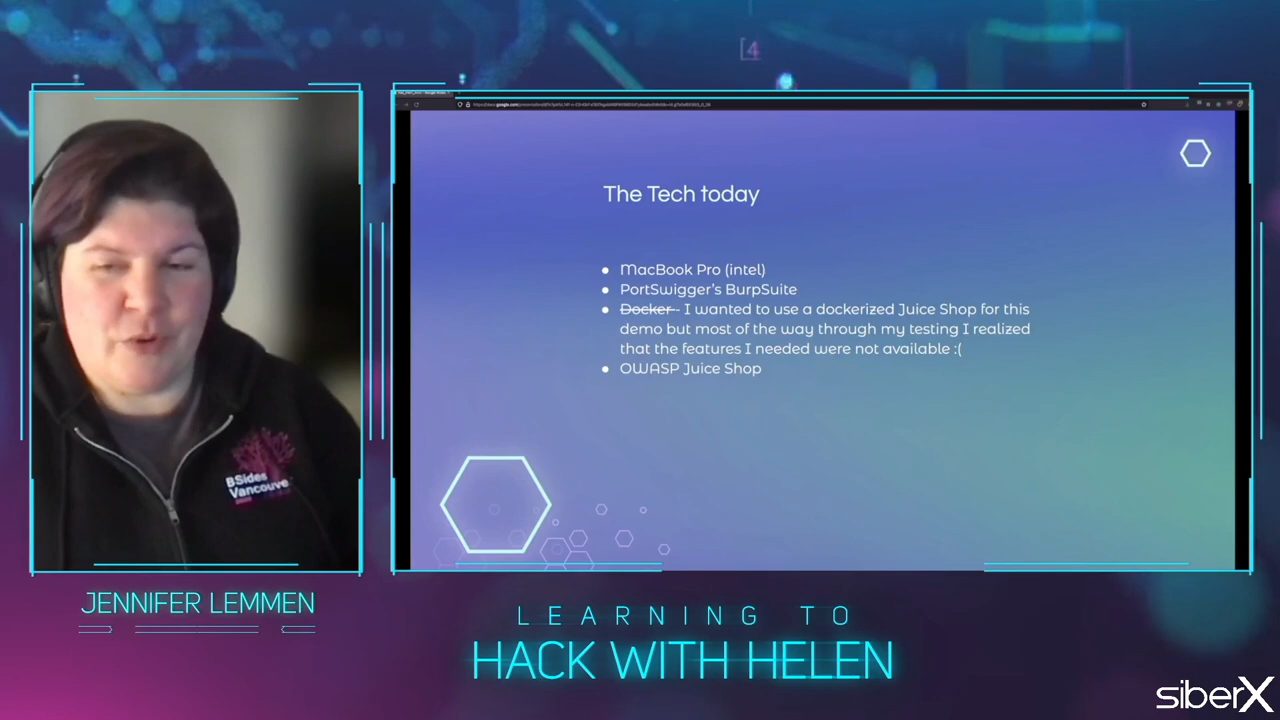 [4
The Tech today
● MacBook Pro (intel)
● PortSwigger's BurpSuite
● Docker - I wanted to use a dockerized Juice Shop for this
demo but most of the way through my testing I realized
that the features I needed were not available :(
● OWASP Juice Shop
BSides
Vancouver
JENNIFER LEMMEN
LEARNING TO
HACK WITH HELEN
siberX